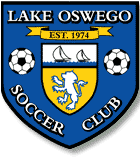 LAKE OSWEGO
EST. 1974
SOCCER CLUB